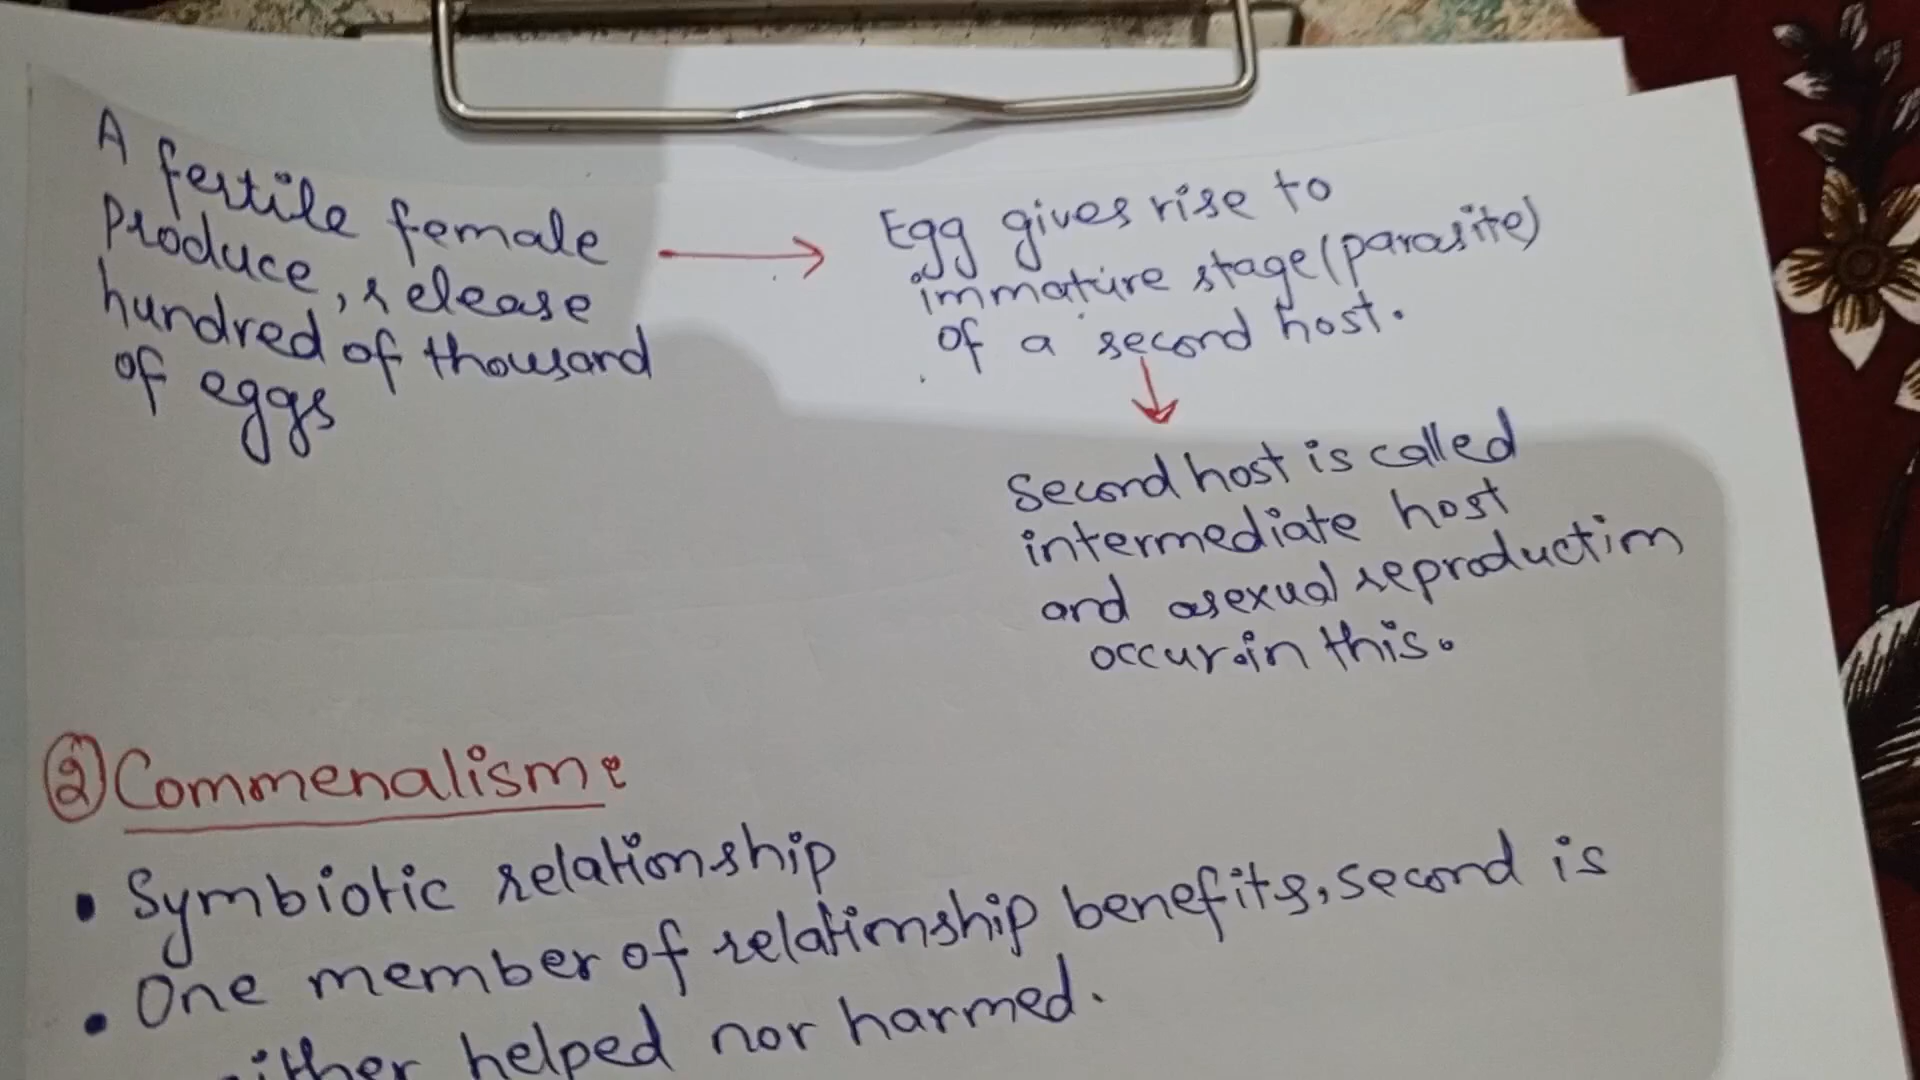 A fertile female
produce, release
hundred of thousand
of eggs
Egg gives rise to
immature stage (parasite)
of a second host.
Second host is called
intermediate host
and asexual reproduction
occur in this.
② Commenalism:
• Symbiotic relationship
• One member of relationship benefits, second is
neither helped nor harmed.